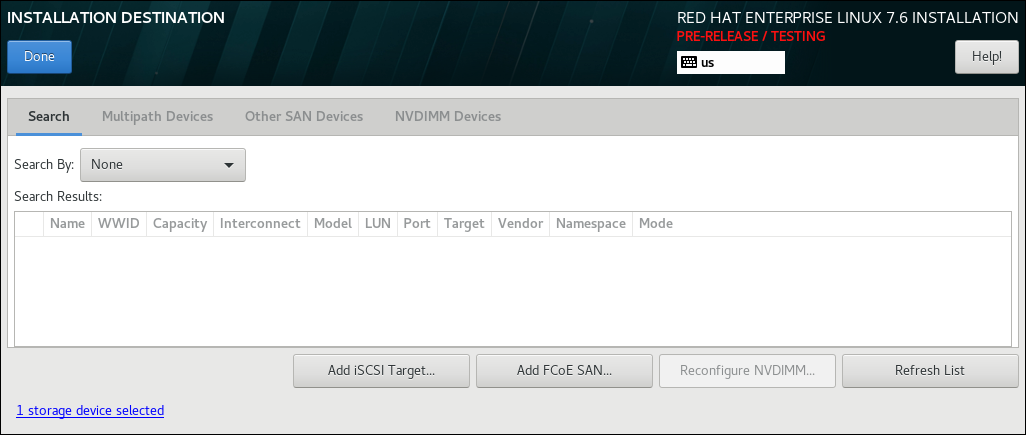 INSTALLATION DESTINATION
RED HAT ENTERPRISE LINUX 7.6 INSTALLATION
PRE-RELEASE / TESTING
Done
us
Help!
Search Multipath Devices Other SAN Devices NVDIMM Devices
Search By: None
Search Results:
Name WWID Capacity Interconnect Model LUN Port Target Vendor Namespace Mode
Add iSCSI Target... Add FCoE SAN... Reconfigure NVDIMM... Refresh List
1 storage device selected